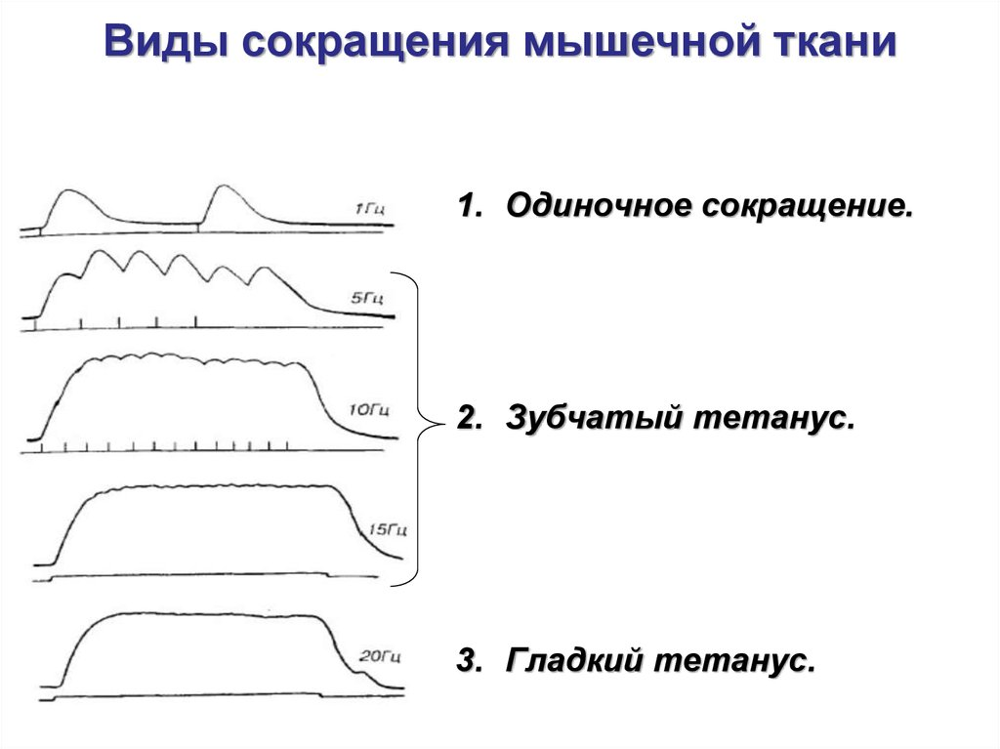 Виды сокращения мышечной ткани
1Гц
1. Одиночное сокращение.
5Гц
10Гц
2. Зубчатый тетанус.
15Гц
20Гц
3. Гладкий тетанус.